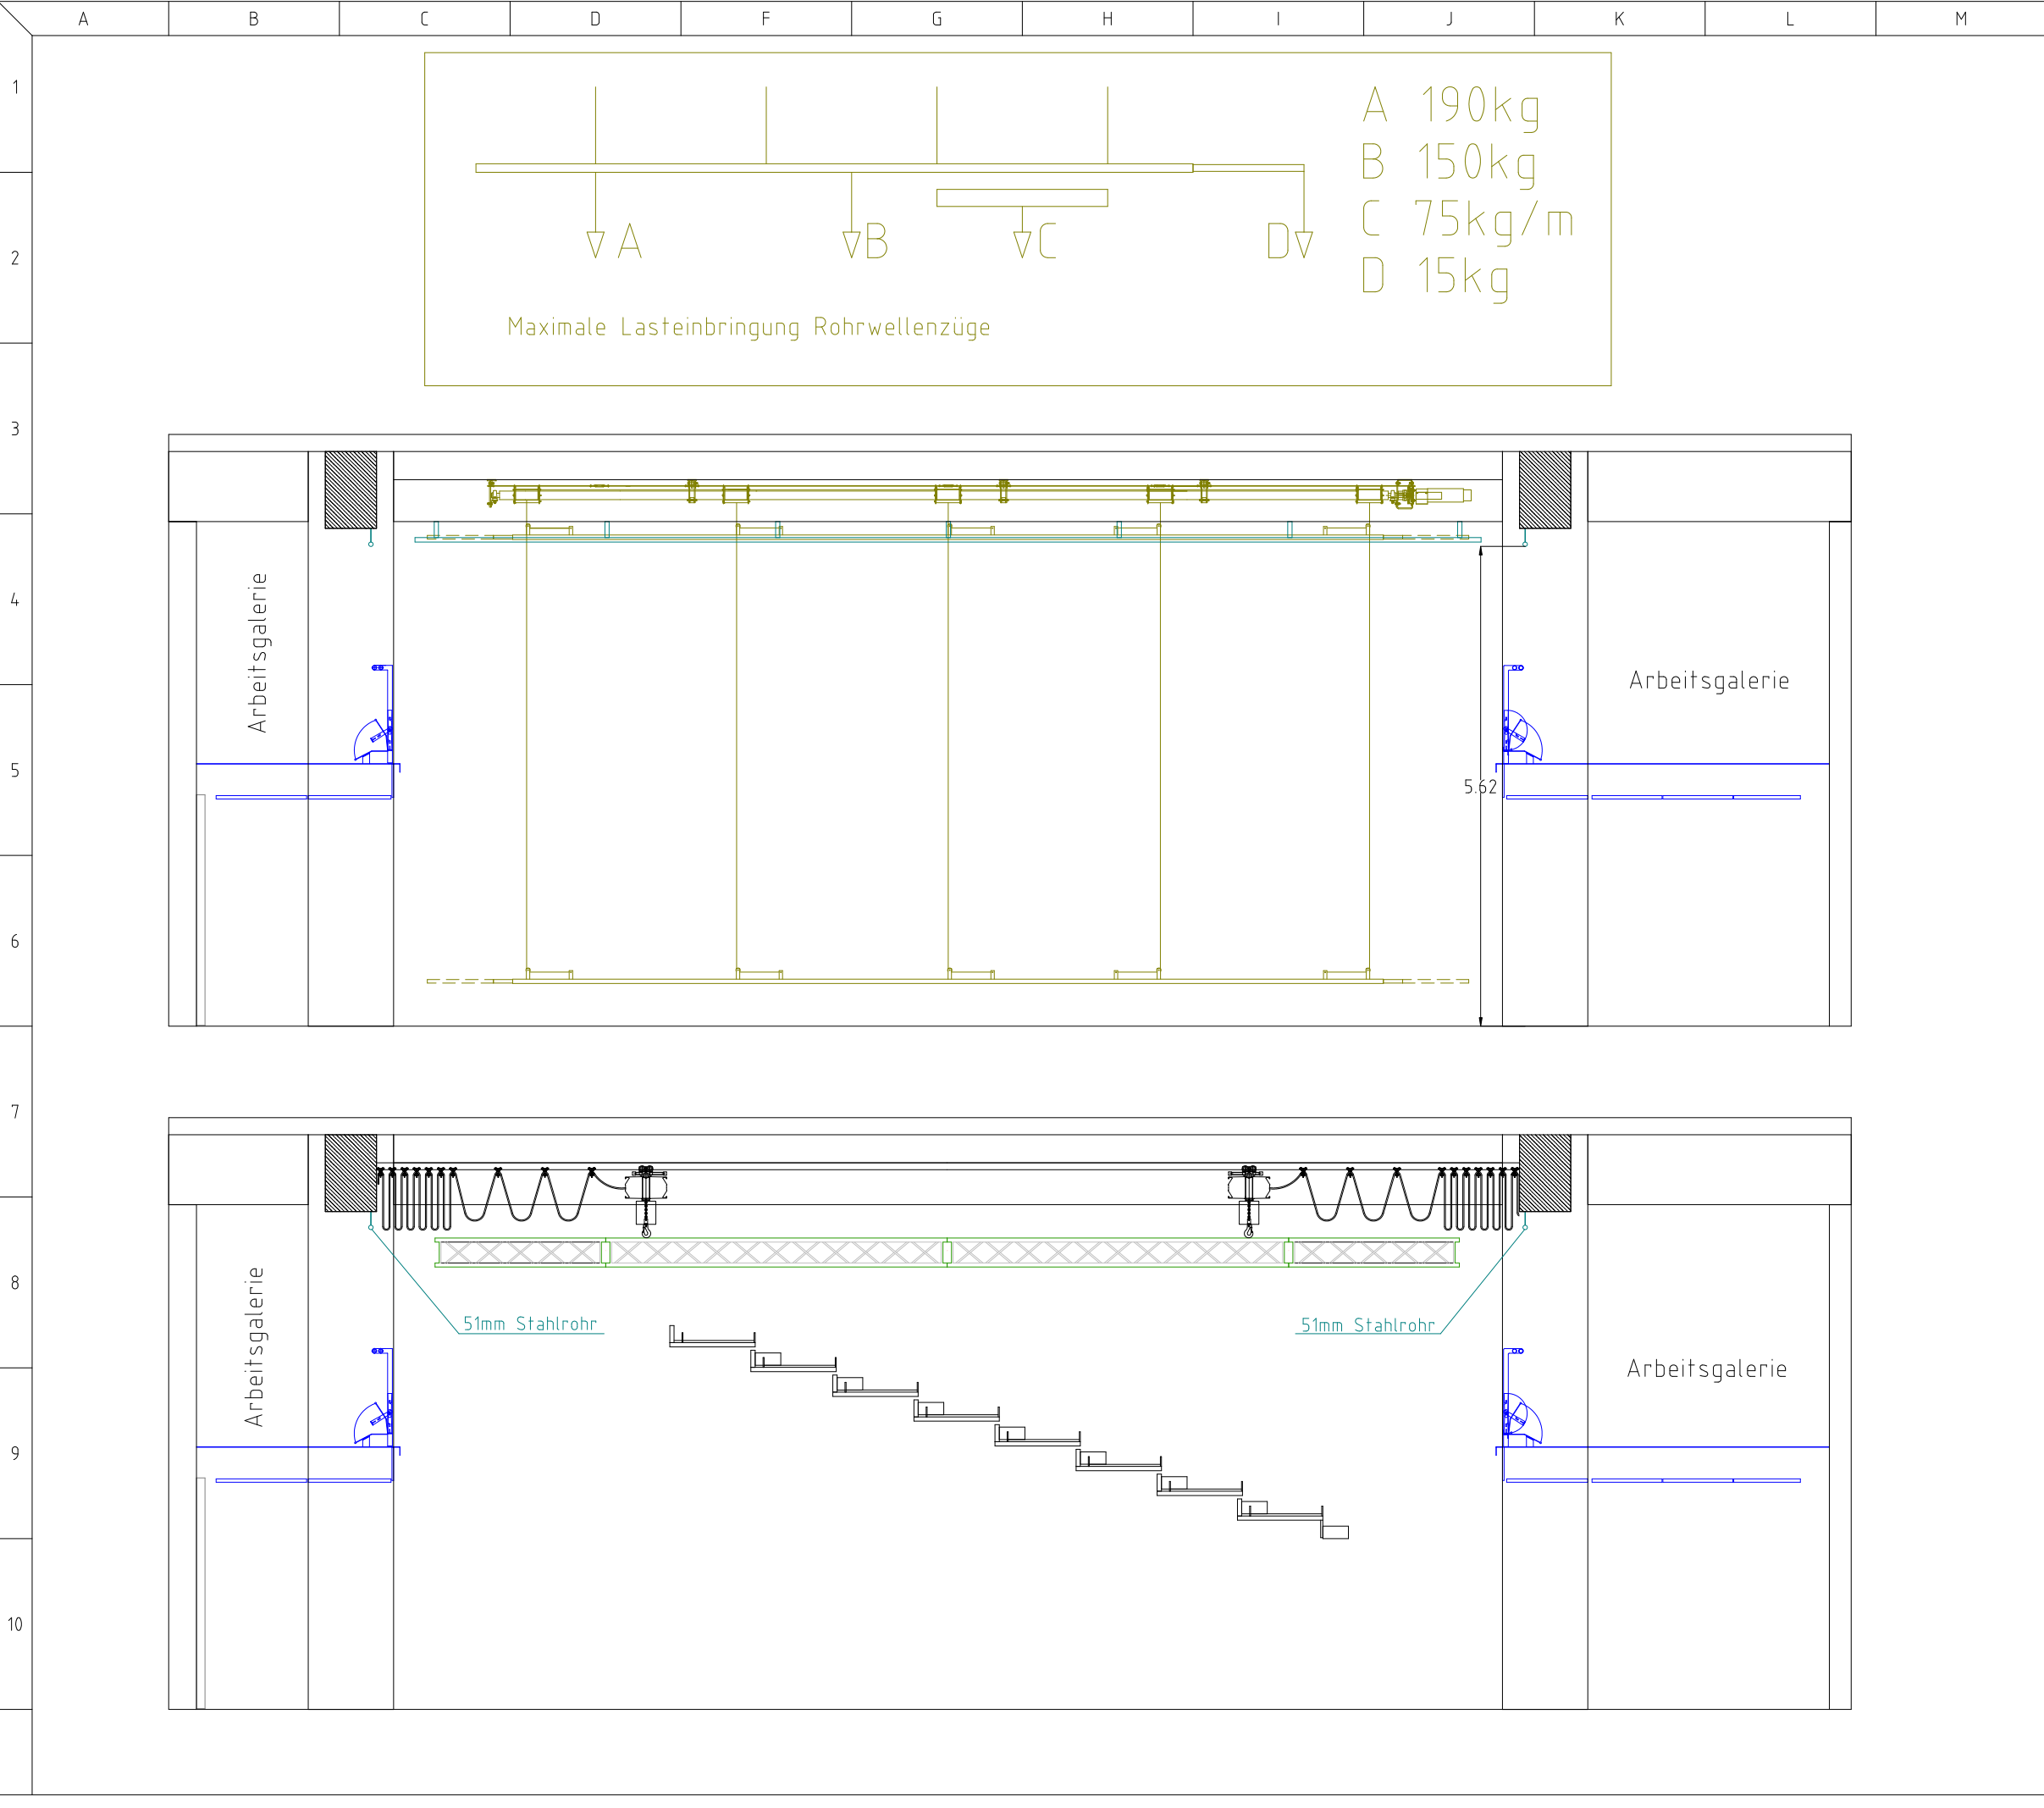 A B C D F G H I J K L M
1
2
3
4
5
6
7
8
9
10
A 190kg
B 150kg
C 75kg/m
D 15kg
A B C D
Maximale Lasteinbringung Rohrwellenzüge
Arbeitsgalerie
Arbeitsgalerie
5.62
51mm Stahlrohr
51mm Stahlrohr
Arbeitsgalerie
Arbeitsgalerie